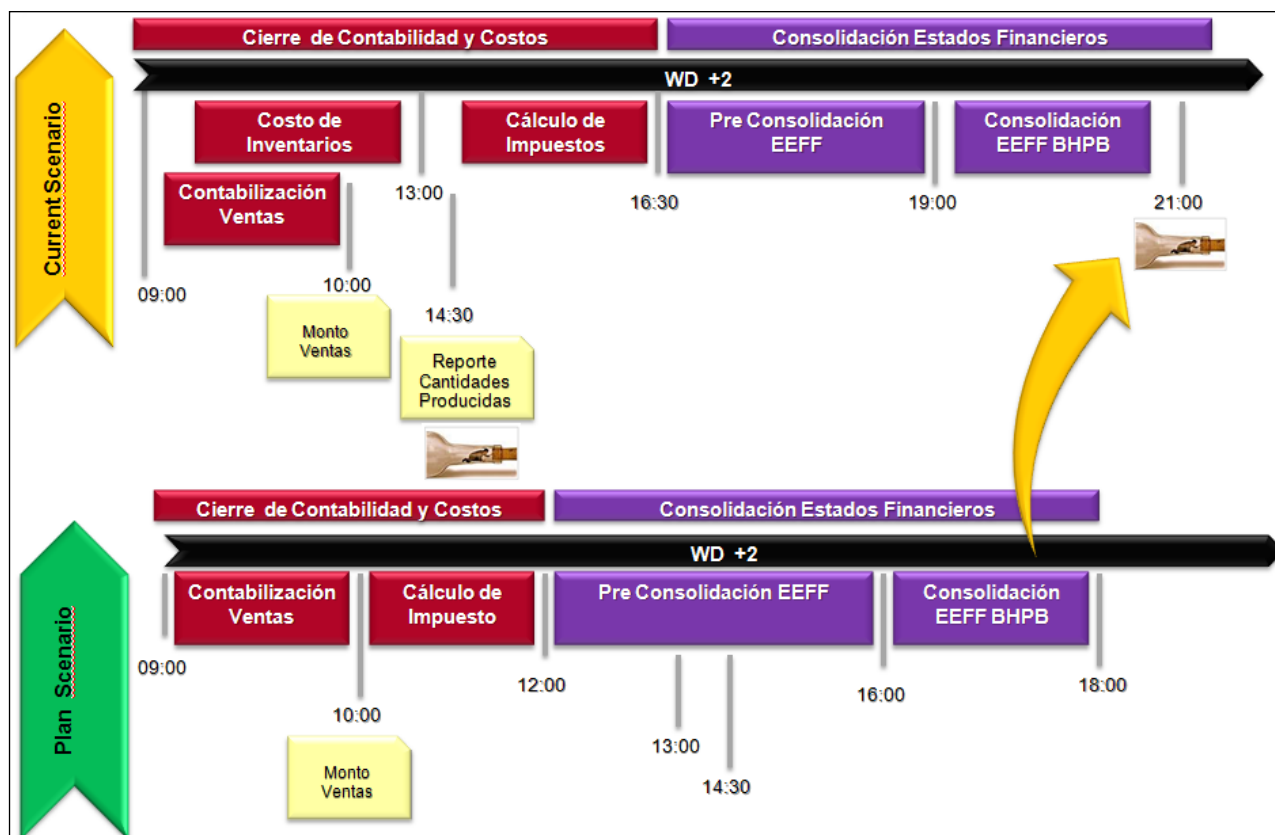 Current Scenario
Cierre de Contabilidad y Costos
Consolidación Estados Financieros
WD +2
Costo de
Inventarios
Cálculo de
Impuestos
Pre Consolidación
EEFF
Consolidación
EEFF BHPB
Contabilización
Ventas
13:00
16:30
19:00
21:00
09:00
10:00
14:30
Monto
Ventas
Reporte
Cantidades
Producidas
Plan Scenario
Cierre de Contabilidad y Costos
Consolidación Estados Financieros
WD +2
Contabilización
Ventas
Cálculo de
Impuesto
Pre Consolidación EEFF
Consolidación
EEFF BHPB
09:00
10:00
12:00
16:00
18:00
13:00
14:30
Monto
Ventas